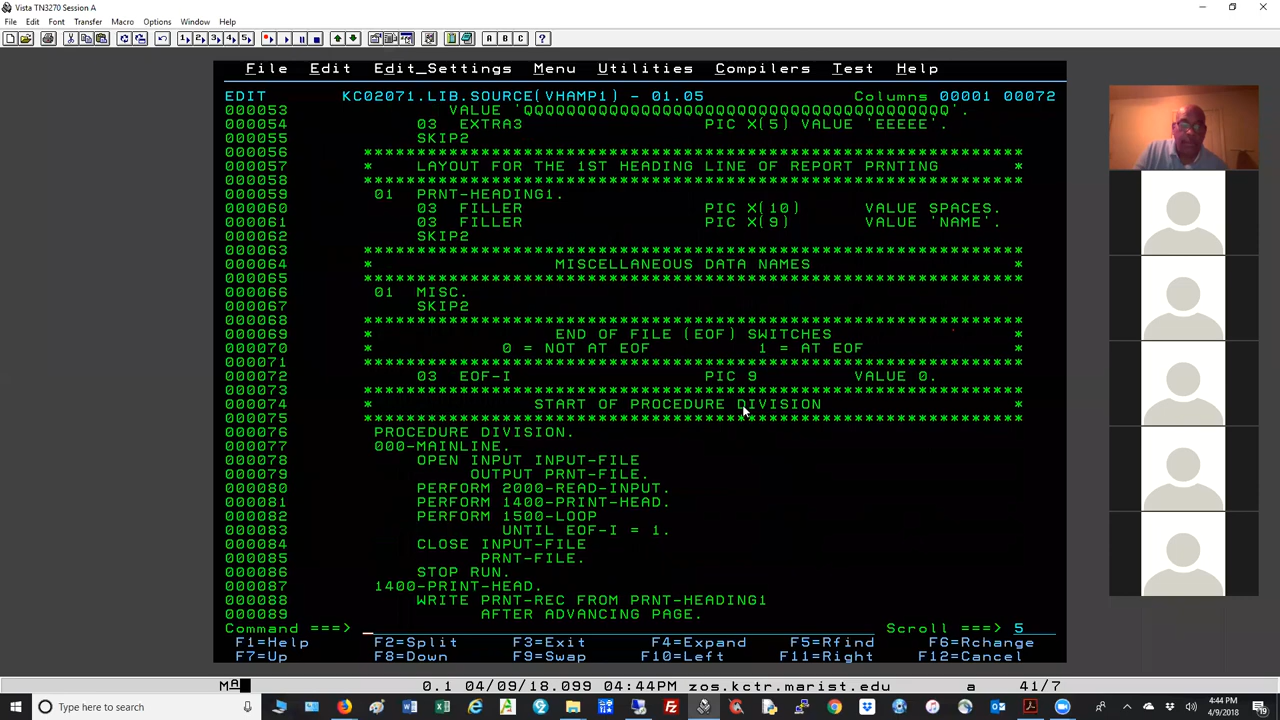 Vista TN3270 Session A
File Edit Font Transfer Macro Options Window Help
File Edit Edit_Settings Menu Utilities Compilers Test Help
EDIT KC02071.LIB.SOURCE(VHAMP1) - 01.05 Columns 00001 00072
000053 VALUE 'QQQQQQQQQQQQQQQQQQQQQQQQQQQQQQQQQQQQQQQQ'.
000054 03 EXTRA3 PIC X(5) VALUE 'EEEEE'.
000055 SKIP2
000056 **************************************************************
000057 * LAYOUT FOR THE 1ST HEADING LINE OF REPORT PRNTING *
000058 **************************************************************
000059 01 PRNT-HEADING1.
000060 03 FILLER PIC X(10) VALUE SPACES.
000061 03 FILLER PIC X(9) VALUE 'NAME'.
000062 SKIP2
000063 **************************************************************
000064 * MISCELLANEOUS DATA NAMES *
000065 **************************************************************
000066 01 MISC.
000067 SKIP2
000068 **************************************************************
000069 * END OF FILE (EOF) SWITCHES *
000070 * 0 = NOT AT EOF 1 = AT EOF *
000071 **************************************************************
000072 03 EOF-I PIC 9 VALUE 0.
000073 **************************************************************
000074 * START OF PROCEDURE DIVISION *
000075 **************************************************************
000076 PROCEDURE DIVISION.
000077 000-MAINLINE.
000078 OPEN INPUT INPUT-FILE
000079 OUTPUT PRNT-FILE.
000080 PERFORM 2000-READ-INPUT.
000081 PERFORM 1400-PRINT-HEAD.
000082 PERFORM 1500-LOOP
000083 UNTIL EOF-I = 1.
000084 CLOSE INPUT-FILE
000085 PRNT-FILE.
000086 STOP RUN.
000087 1400-PRINT-HEAD.
000088 WRITE PRNT-REC FROM PRNT-HEADING1
000089 AFTER ADVANCING PAGE.
Command ===> Scroll ===> 5
F1=Help F2=Split F3=Exit F4=Expand F5=Rfind F6=Rchange
F7=Up F8=Down F9=Swap F10=Left F11=Right F12=Cancel
MA 0.1 04/09/18.099 04:44PM zos.kctr.marist.edu a 41/7
Type here to search
4:44 PM
4/9/2018